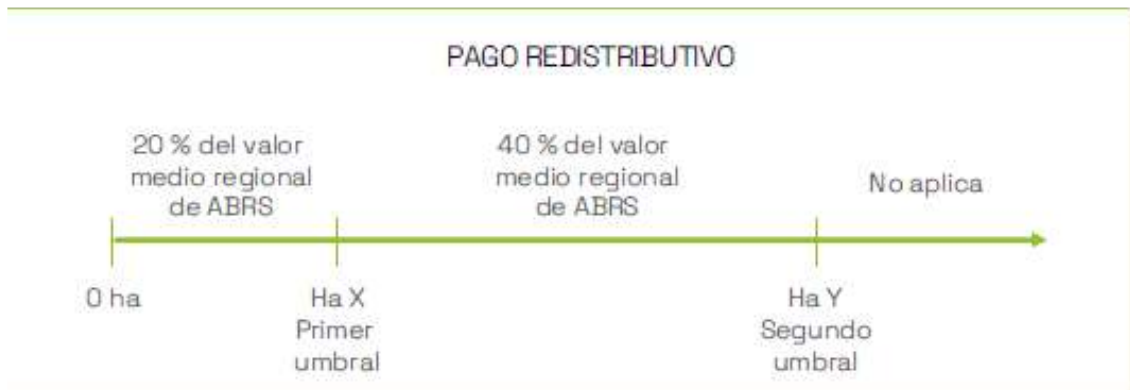 PAGO REDISTRIBUTIVO
20 % del valor
medio regional
de ABRS
40 % del valor
medio regional
de ABRS
No aplica
0 ha
Ha X
Primer
umbral
Ha Y
Segundo
umbral